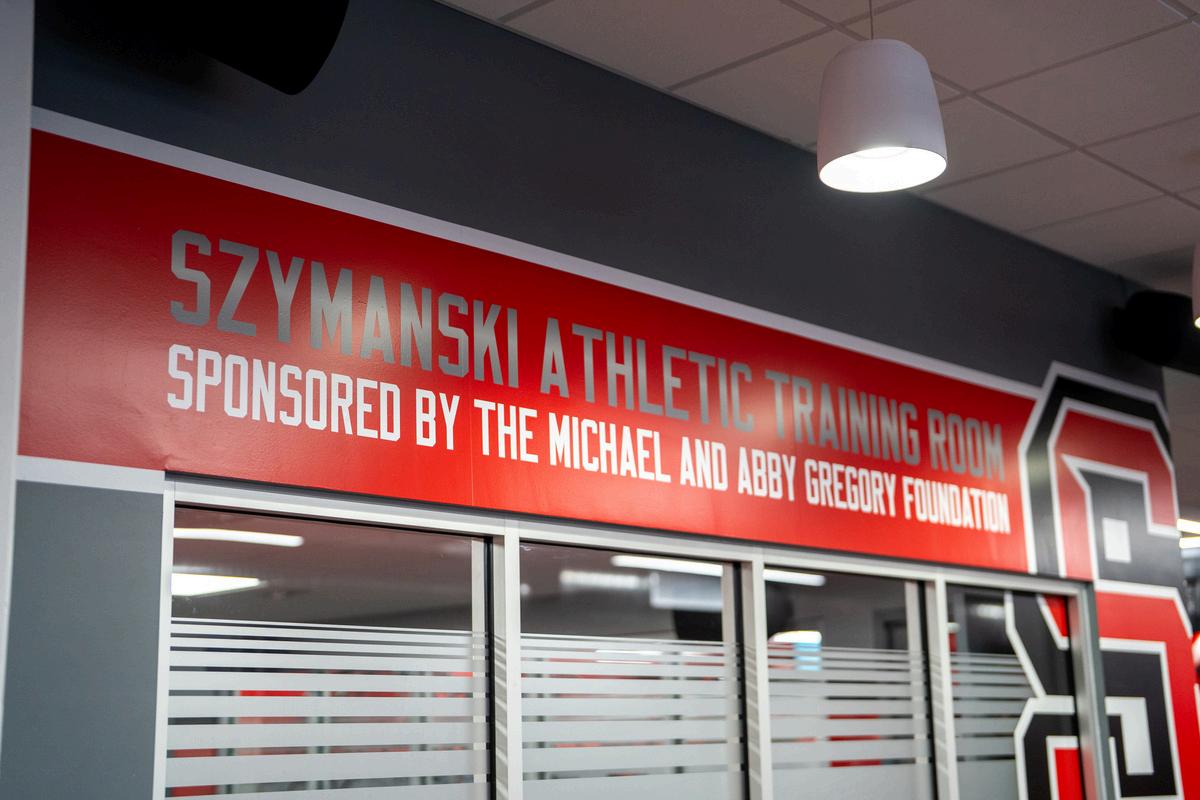 SZYMANSKI ATHLETIC TRAINING ROOM
SPONSORED BY THE MICHAEL AND ABBY GREGORY FOUNDATION